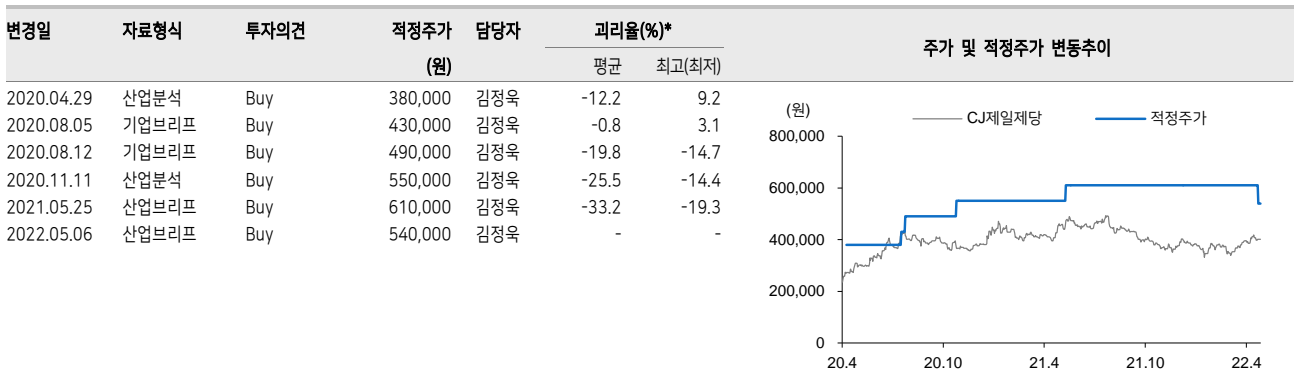 변경일 자료형식 투자의견 적정주가 담당자 괴리율(%)*
(원) 평균 최고(최저)
2020.04.29 산업분석 Buy 380,000 김정욱 -12.2 9.2
2020.08.05 기업브리프 Buy 430,000 김정욱 -0.8 3.1
2020.08.12 기업브리프 Buy 490,000 김정욱 -19.8 -14.7
2020.11.11 산업분석 Buy 550,000 김정욱 -25.5 -14.4
2021.05.25 산업브리프 Buy 610,000 김정욱 -33.2 -19.3
2022.05.06 산업브리프 Buy 540,000 김정욱 - -
주가 및 적정주가 변동추이
(원)
CJ제일제당 적정주가
800,000
600,000
400,000
200,000
0
20.4 20.10 21.4 21.10 22.4